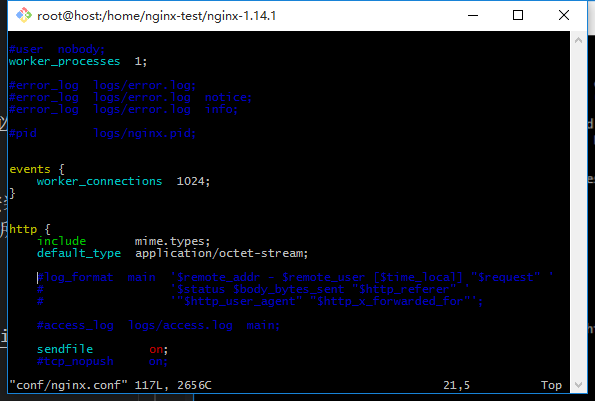 root@host:/home/nginx-test/nginx-1.14.1
#user  nobody;
worker_processes  1;
#error_log  logs/error.log;
#error_log  logs/error.log  notice;
#error_log  logs/error.log  info;
#pid        logs/nginx.pid;
events {
    worker_connections  1024;
}
http {
    include       mime.types;
    default_type  application/octet-stream;
    #log_format  main  '$remote_addr - $remote_user [$time_local] "$request" '
    #                  '$status $body_bytes_sent "$http_referer" '
    #                  '"$http_user_agent" "$http_x_forwarded_for"';
    #access_log  logs/access.log  main;
    sendfile        on;
    #tcp_nopush     on;
"conf/nginx.conf" 117L, 2656C                                 21,5          Top